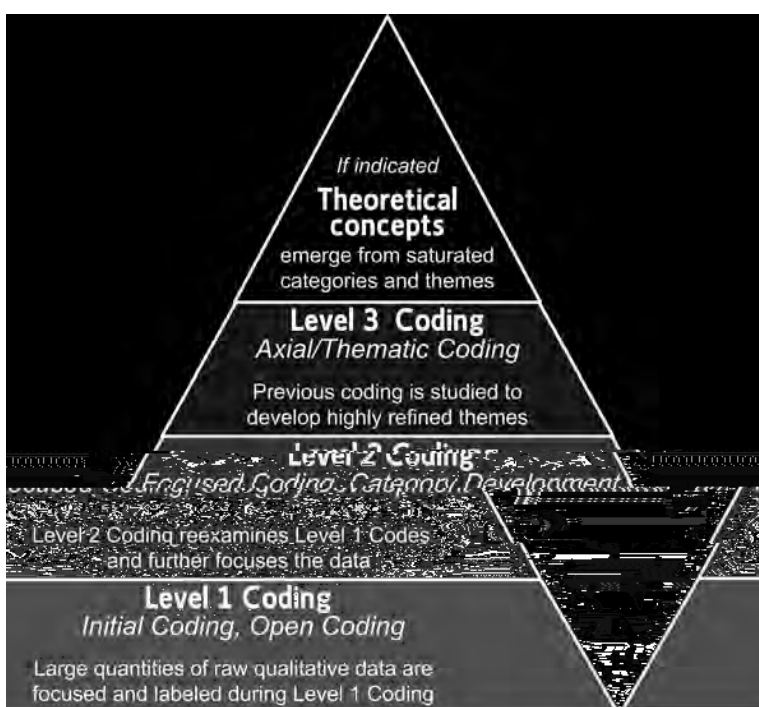 If indicated
Theoretical
concepts
emerge from saturated
categories and themes
Level 3 Coding
Axial/Thematic Coding
Previous coding is studied to
develop highly refined themes
Level 2 Coding
Focused Coding, Category Development
Level 2 Coding reexamines Level 1 Codes
and further focuses the data
Level 1 Coding
Initial Coding, Open Coding
Large quantities of raw qualitative data are
focused and labeled during Level 1 Coding